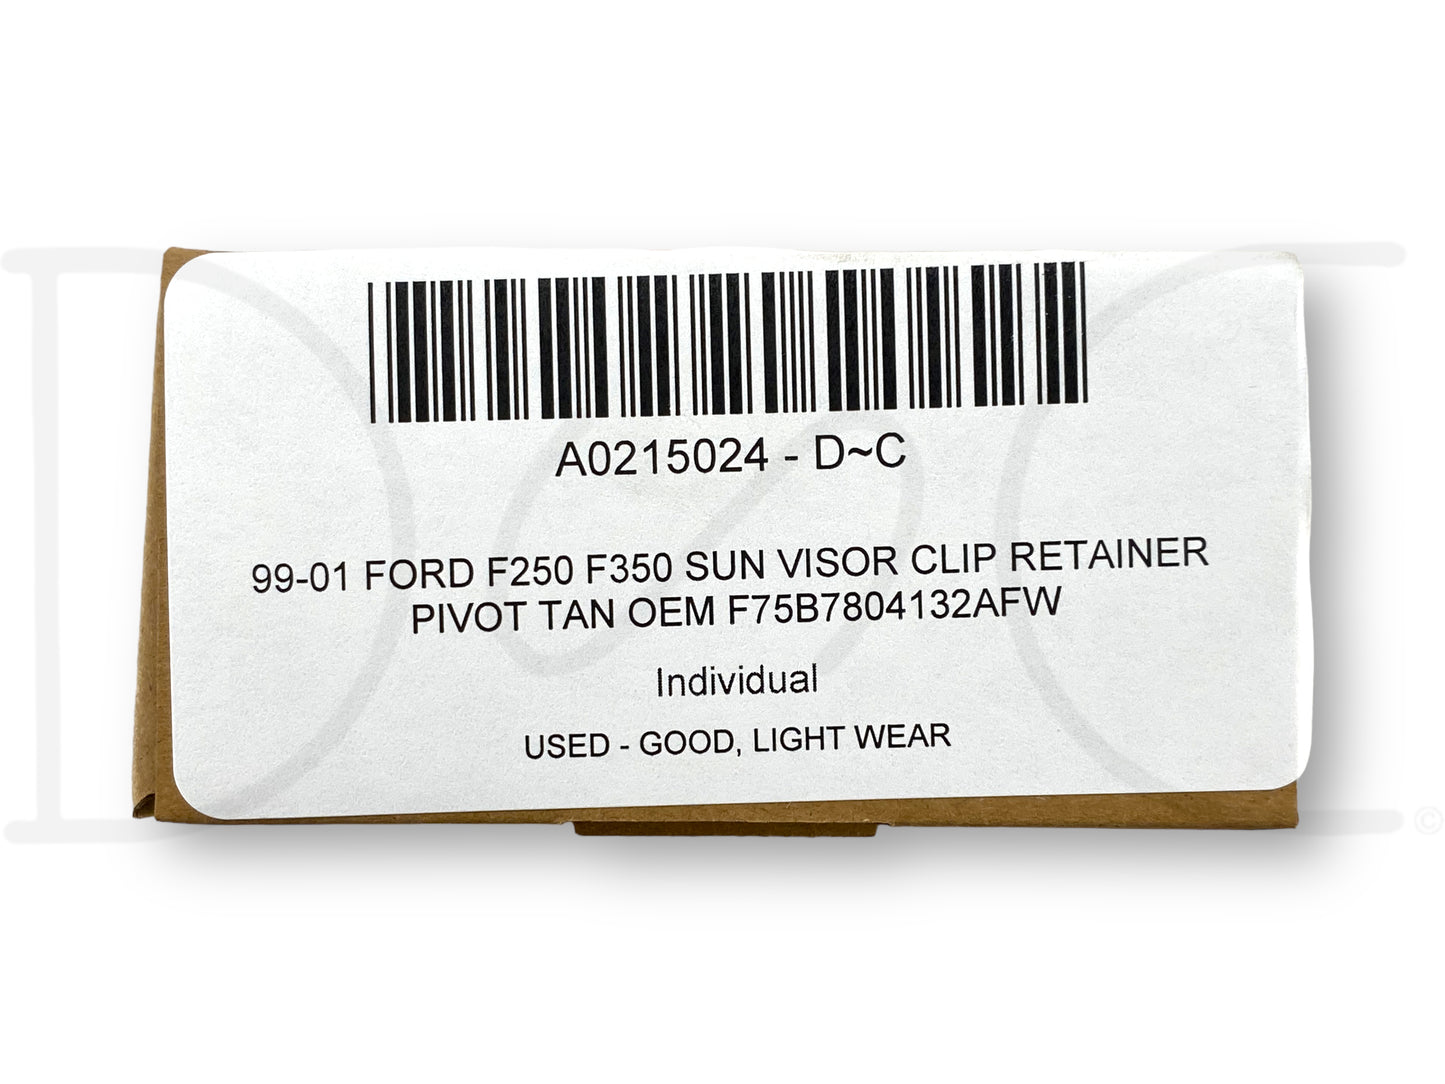 A0215024 - D~C
99-01 FORD F250 F350 SUN VISOR CLIP RETAINER
PIVOT TAN OEM F75B7804132AFW
Individual
USED - GOOD, LIGHT WEAR
©